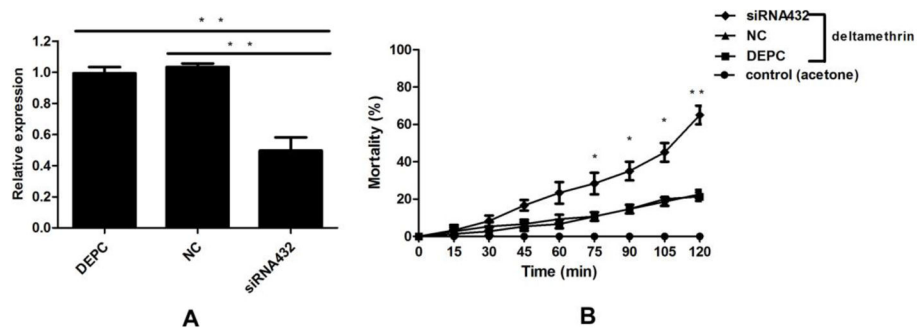 A
* *
* *
Relative expression
1.2
1.0
0.8
0.6
0.4
0.2
0.0
DEPC
NC
siRNA432
A
B
siRNA432
NC
DEPC
control (acetone)
deltamethrin
Mortality (%)
100
80
60
40
20
0
*
*
*
* *
0 15 30 45 60 75 90 105 120
Time (min)
B